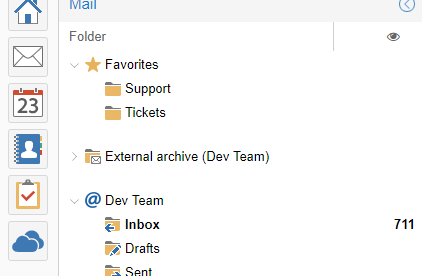 Mail
Folder
Favorites
Support
Tickets
23
External archive (Dev Team)
@ Dev Team
Inbox 711
Drafts
Sent